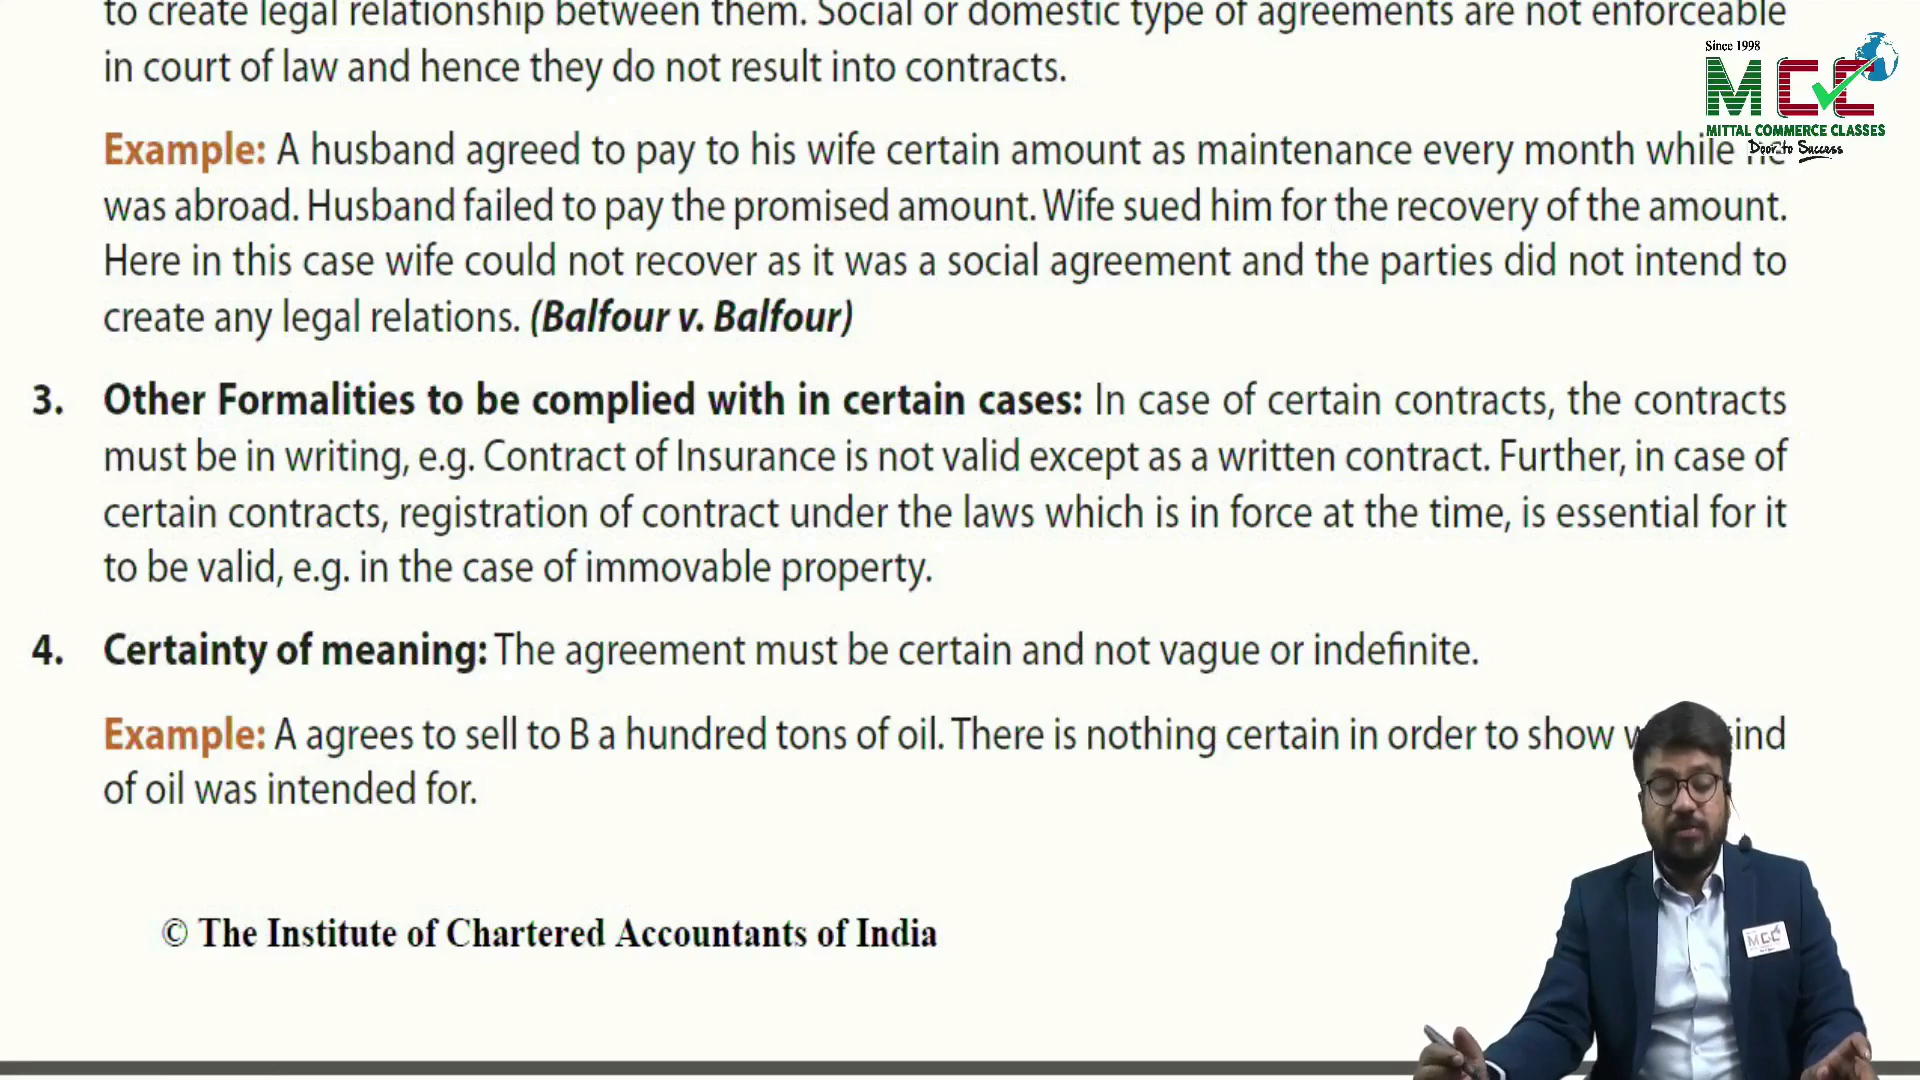 to create legal relationship between them. Social or domestic type of agreements are not enforceable
in court of law and hence they do not result into contracts.
Since 1998
MCC
MITTAL COMMERCE CLASSES
Door to Success
Example: A husband agreed to pay to his wife certain amount as maintenance every month while he
was abroad. Husband failed to pay the promised amount. Wife sued him for the recovery of the amount.
Here in this case wife could not recover as it was a social agreement and the parties did not intend to
create any legal relations. (Balfour v. Balfour)
3. Other Formalities to be complied with in certain cases: In case of certain contracts, the contracts
must be in writing, e.g. Contract of Insurance is not valid except as a written contract. Further, in case of
certain contracts, registration of contract under the laws which is in force at the time, is essential for it
to be valid, e.g. in the case of immovable property.
4. Certainty of meaning: The agreement must be certain and not vague or indefinite.
Example: A agrees to sell to B a hundred tons of oil. There is nothing certain in order to show
of oil was intended for.
MCC
© The Institute of Chartered Accountants of India